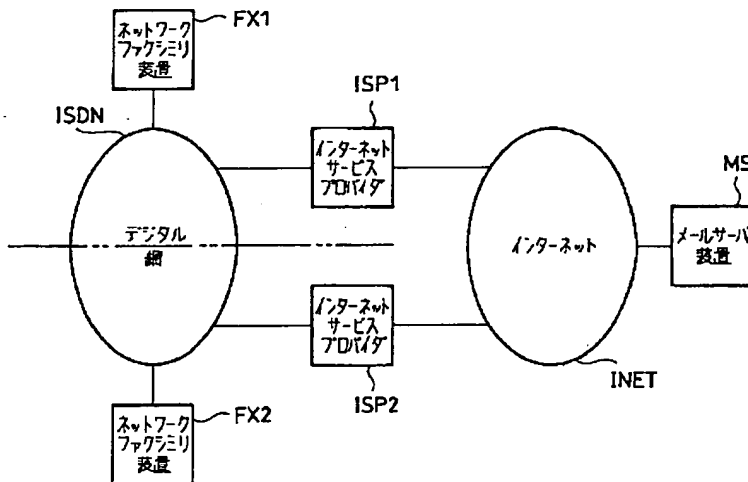 ネットワーク
ファクシミリ
装置
FX1
ISDN
ISP1
インターネット
サービス
プロバイダ
MS
デジタル
網
インターネット
メールサーバ
装置
インターネット
サービス
プロバイダ
ISP2
INET
ネットワーク
ファクシミリ
装置
FX2